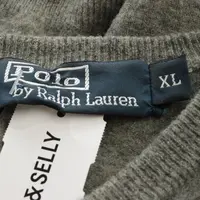 Polo
by Ralph Lauren
XL
& SELLY